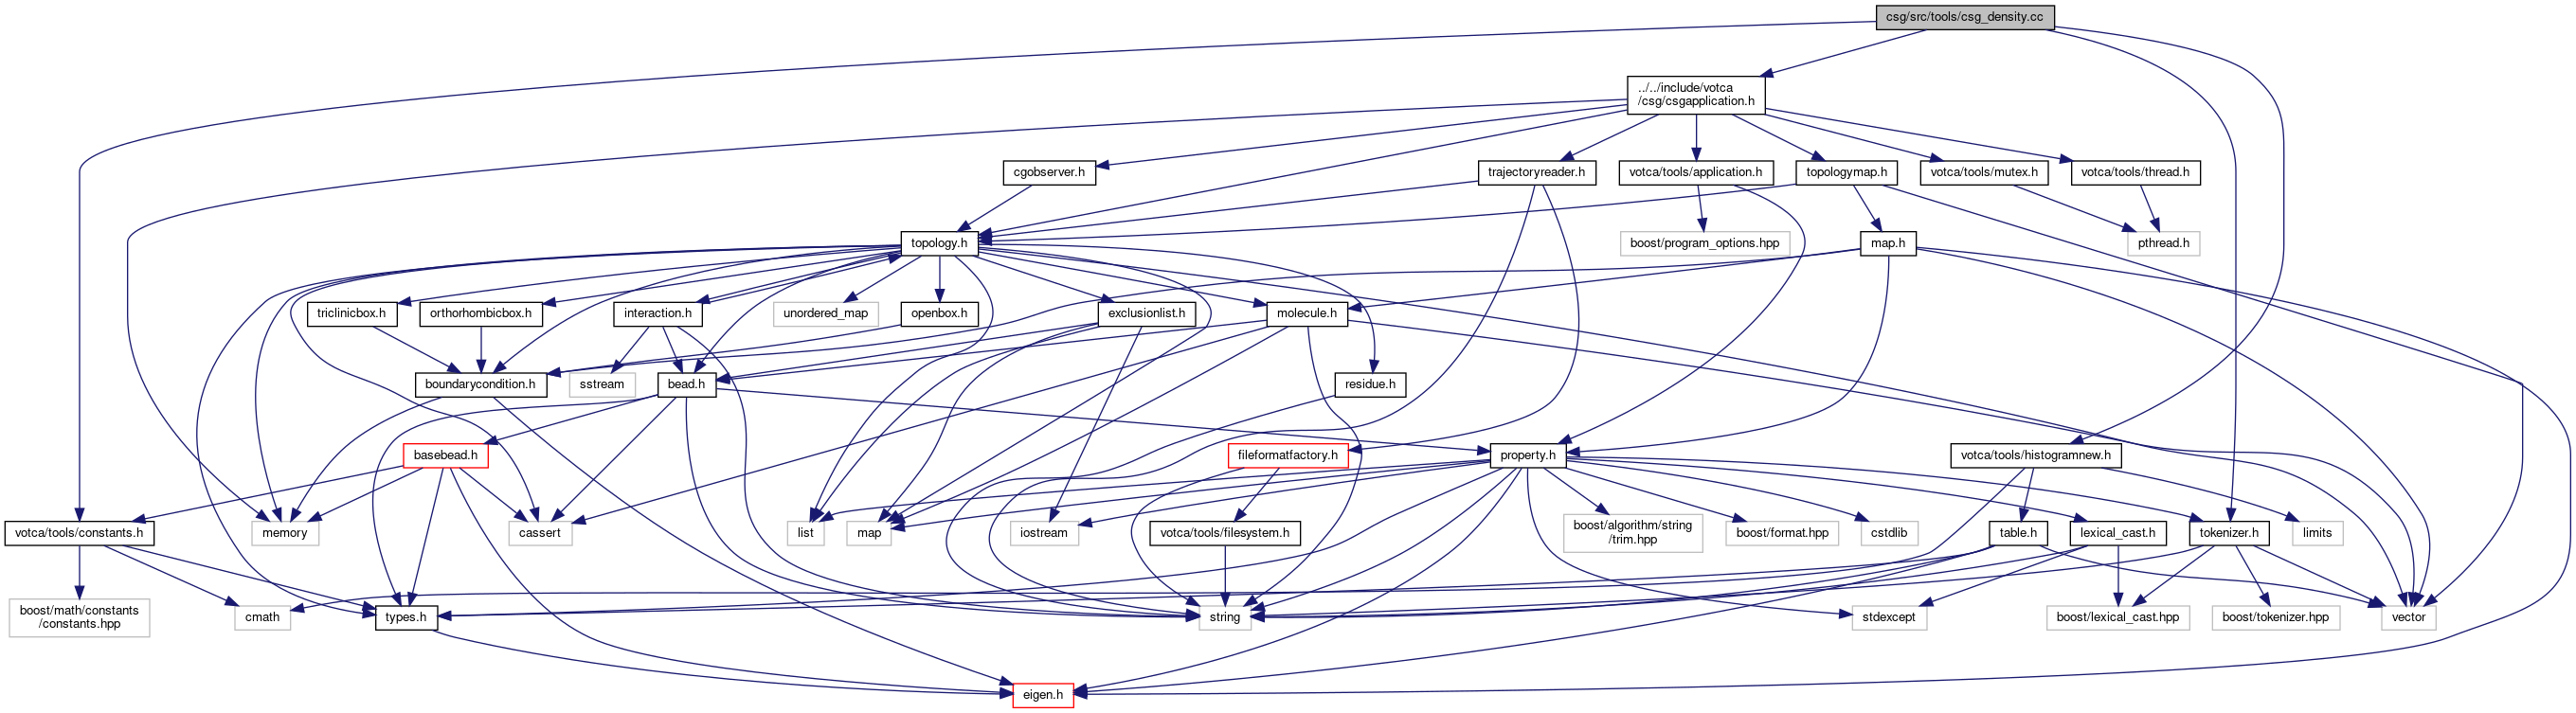 csg/src/tools/csg_density.cc
../../include/votca
/csg/csgapplication.h
cgobserver.h
trajectoryreader.h
votca/tools/application.h
topologymap.h
votca/tools/mutex.h
votca/tools/thread.h
topology.h
boost/program_options.hpp
map.h
pthread.h
triclinicbox.h
orthorhombicbox.h
interaction.h
unordered_map
openbox.h
exclusionlist.h
molecule.h
boundarycondition.h
sstream
bead.h
residue.h
basebead.h
fileformatfactory.h
property.h
votca/tools/histogramnew.h
votca/tools/constants.h
memory
cassert
list
map
iostream
votca/tools/filesystem.h
boost/algorithm/string
/trim.hpp
boost/format.hpp
cstdlib
table.h
lexical_cast.h
tokenizer.h
limits
boost/math/constants
/constants.hpp
cmath
types.h
string
stdexcept
boost/lexical_cast.hpp
boost/tokenizer.hpp
vector
eigen.h